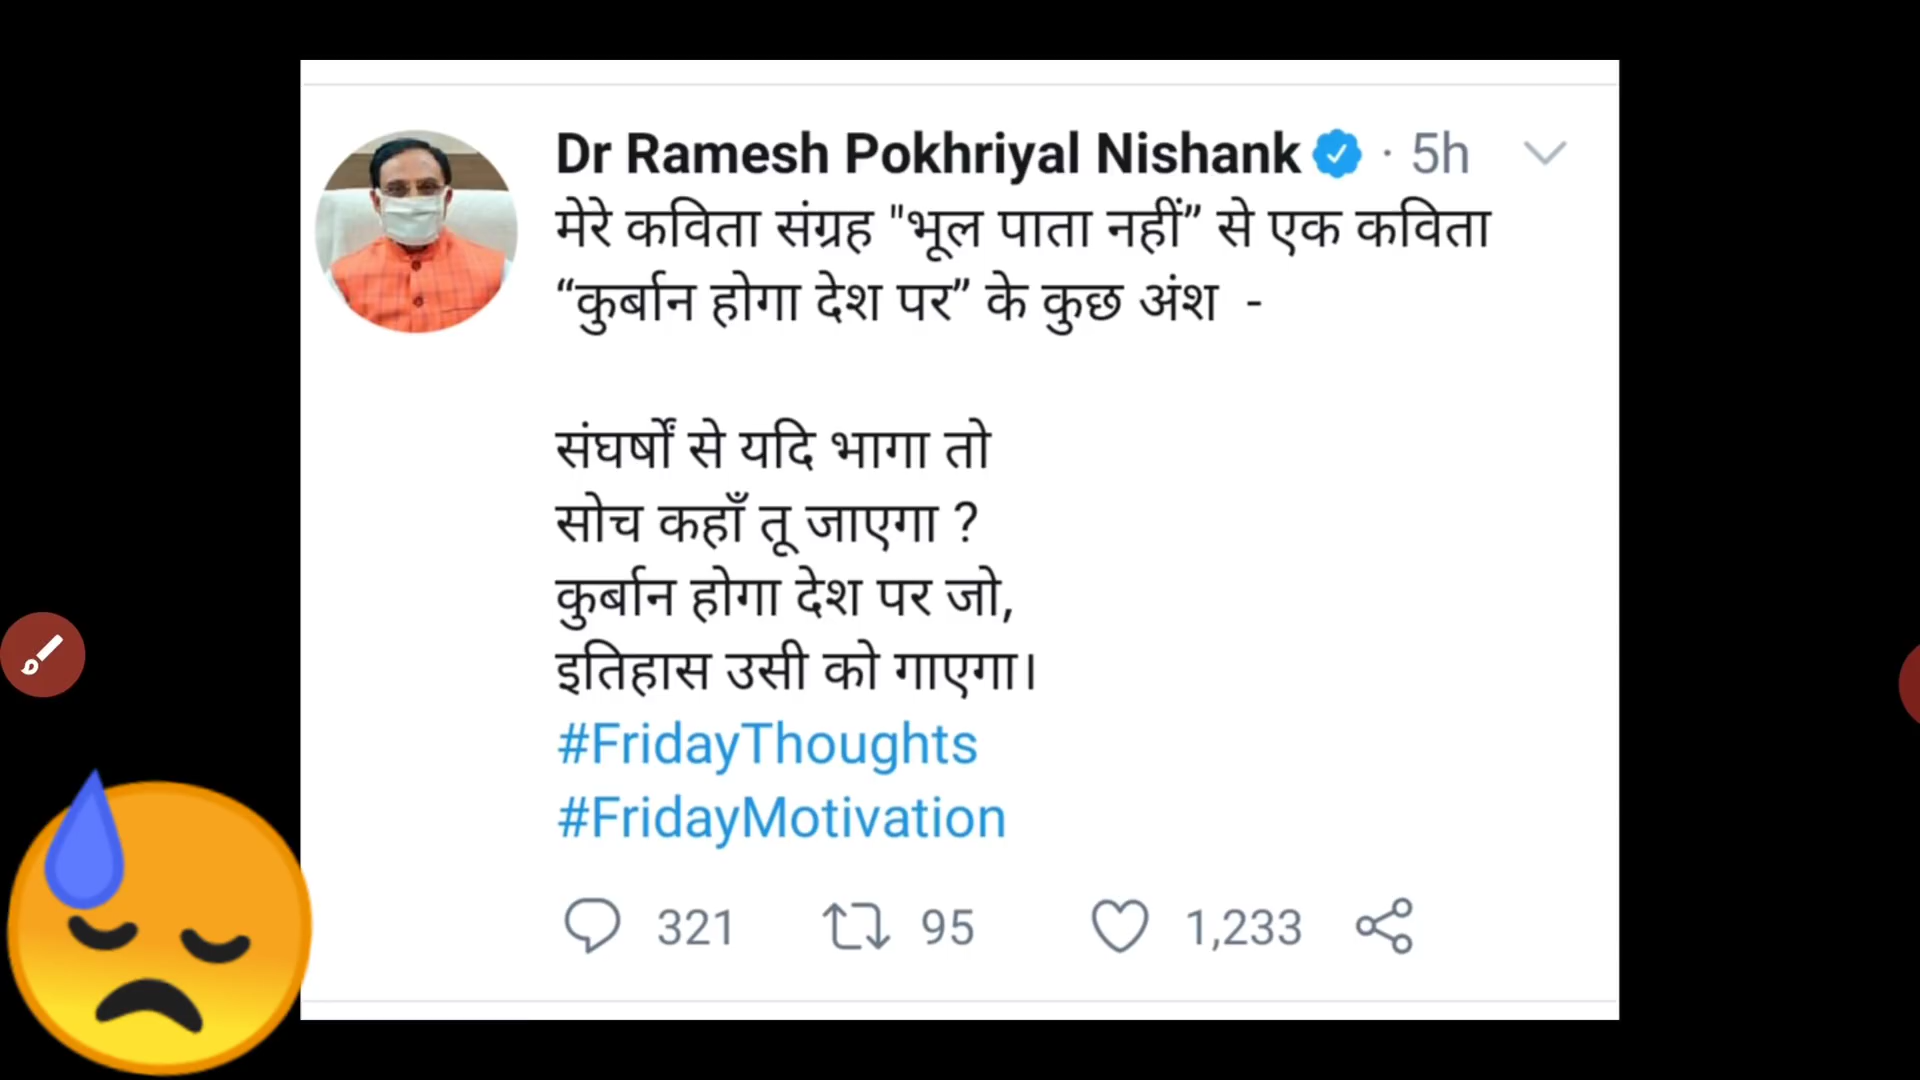 Dr Ramesh Pokhriyal Nishank · 5h
मेरे कविता संग्रह "भूल पाता नहीं” से एक कविता
“कुर्बान होगा देश पर” के कुछ अंश -
संघर्षों से यदि भागा तो
सोच कहाँ तू जाएगा ?
कुर्बान होगा देश पर जो,
इतिहास उसी को गाएगा।
#FridayThoughts
#FridayMotivation
321 95 1,233